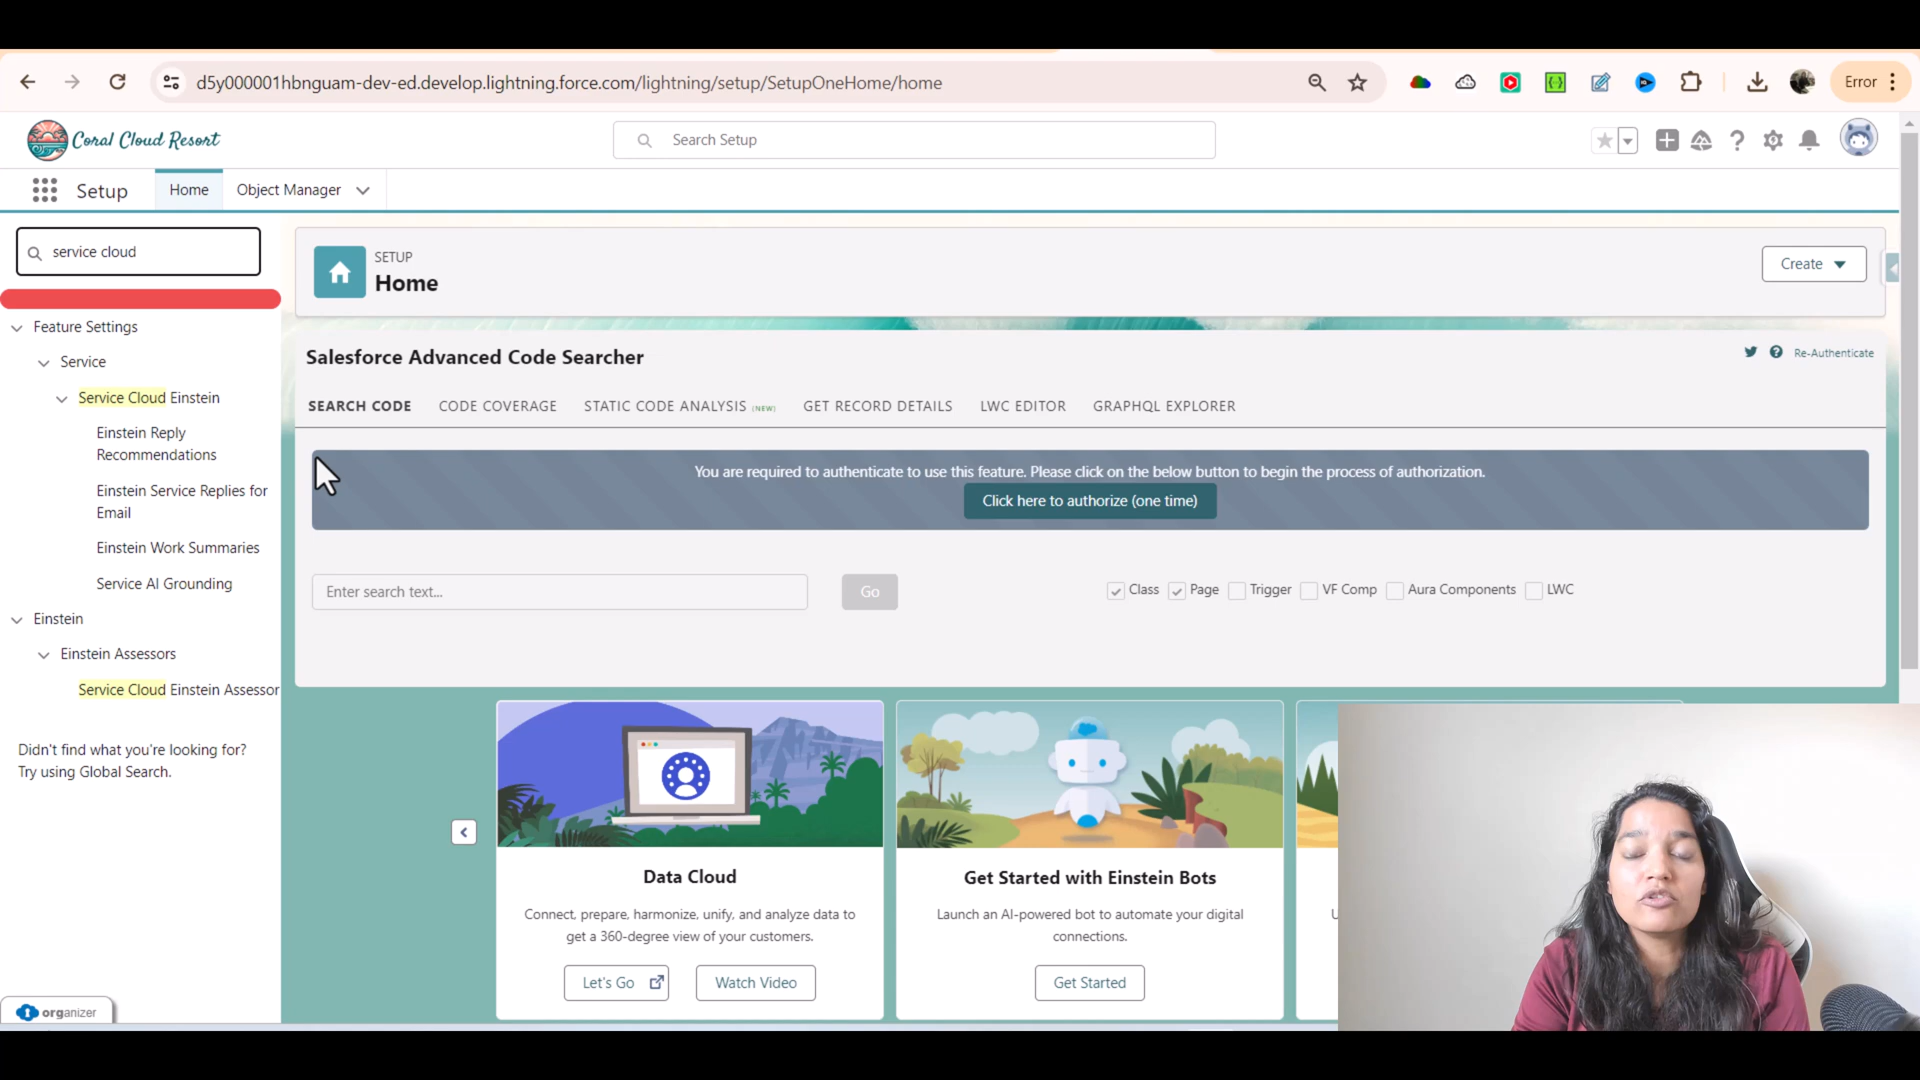 d5y000001hbnguam-dev-ed.develop.lightning.force.com/lightning/setup/SetupOneHome/home
Error
Coral Cloud Resort
Search Setup
Setup
Home
Object Manager
service cloud
SETUP
Home
Create
Feature Settings
Service
Service Cloud Einstein
Einstein Reply
Recommendations
Einstein Service Replies for
Email
Einstein Work Summaries
Service AI Grounding
Einstein
Einstein Assessors
Service Cloud Einstein Assessor
Didn't find what you're looking for?
Try using Global Search.
organizer
Salesforce Advanced Code Searcher
Re-Authenticate
SEARCH CODE
CODE COVERAGE
STATIC CODE ANALYSIS (NEW)
GET RECORD DETAILS
LWC EDITOR
GRAPHQL EXPLORER
You are required to authenticate to use this feature. Please click on the below button to begin the process of authorization.
Click here to authorize (one time)
Enter search text...
Go
Class
Page
Trigger
VF Comp
Aura Components
LWC
Data Cloud
Connect, prepare, harmonize, unify, and analyze data to
get a 360-degree view of your customers.
Let's Go
Watch Video
Get Started with Einstein Bots
Launch an AI-powered bot to automate your digital
connections.
Get Started